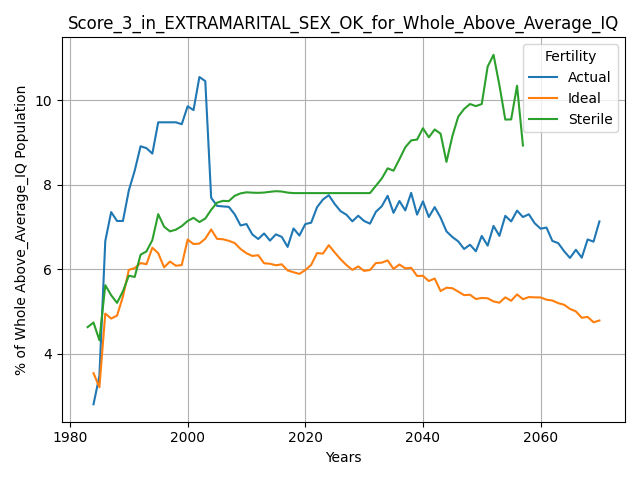 Score_3_in_EXTRAMARITAL_SEX_OK_for_Whole_Above_Average_IQ
% of Whole Above_Average_IQ Population
10
8
6
4
Fertility
Actual
Ideal
Sterile
1980
2000
2020
2040
2060
Years